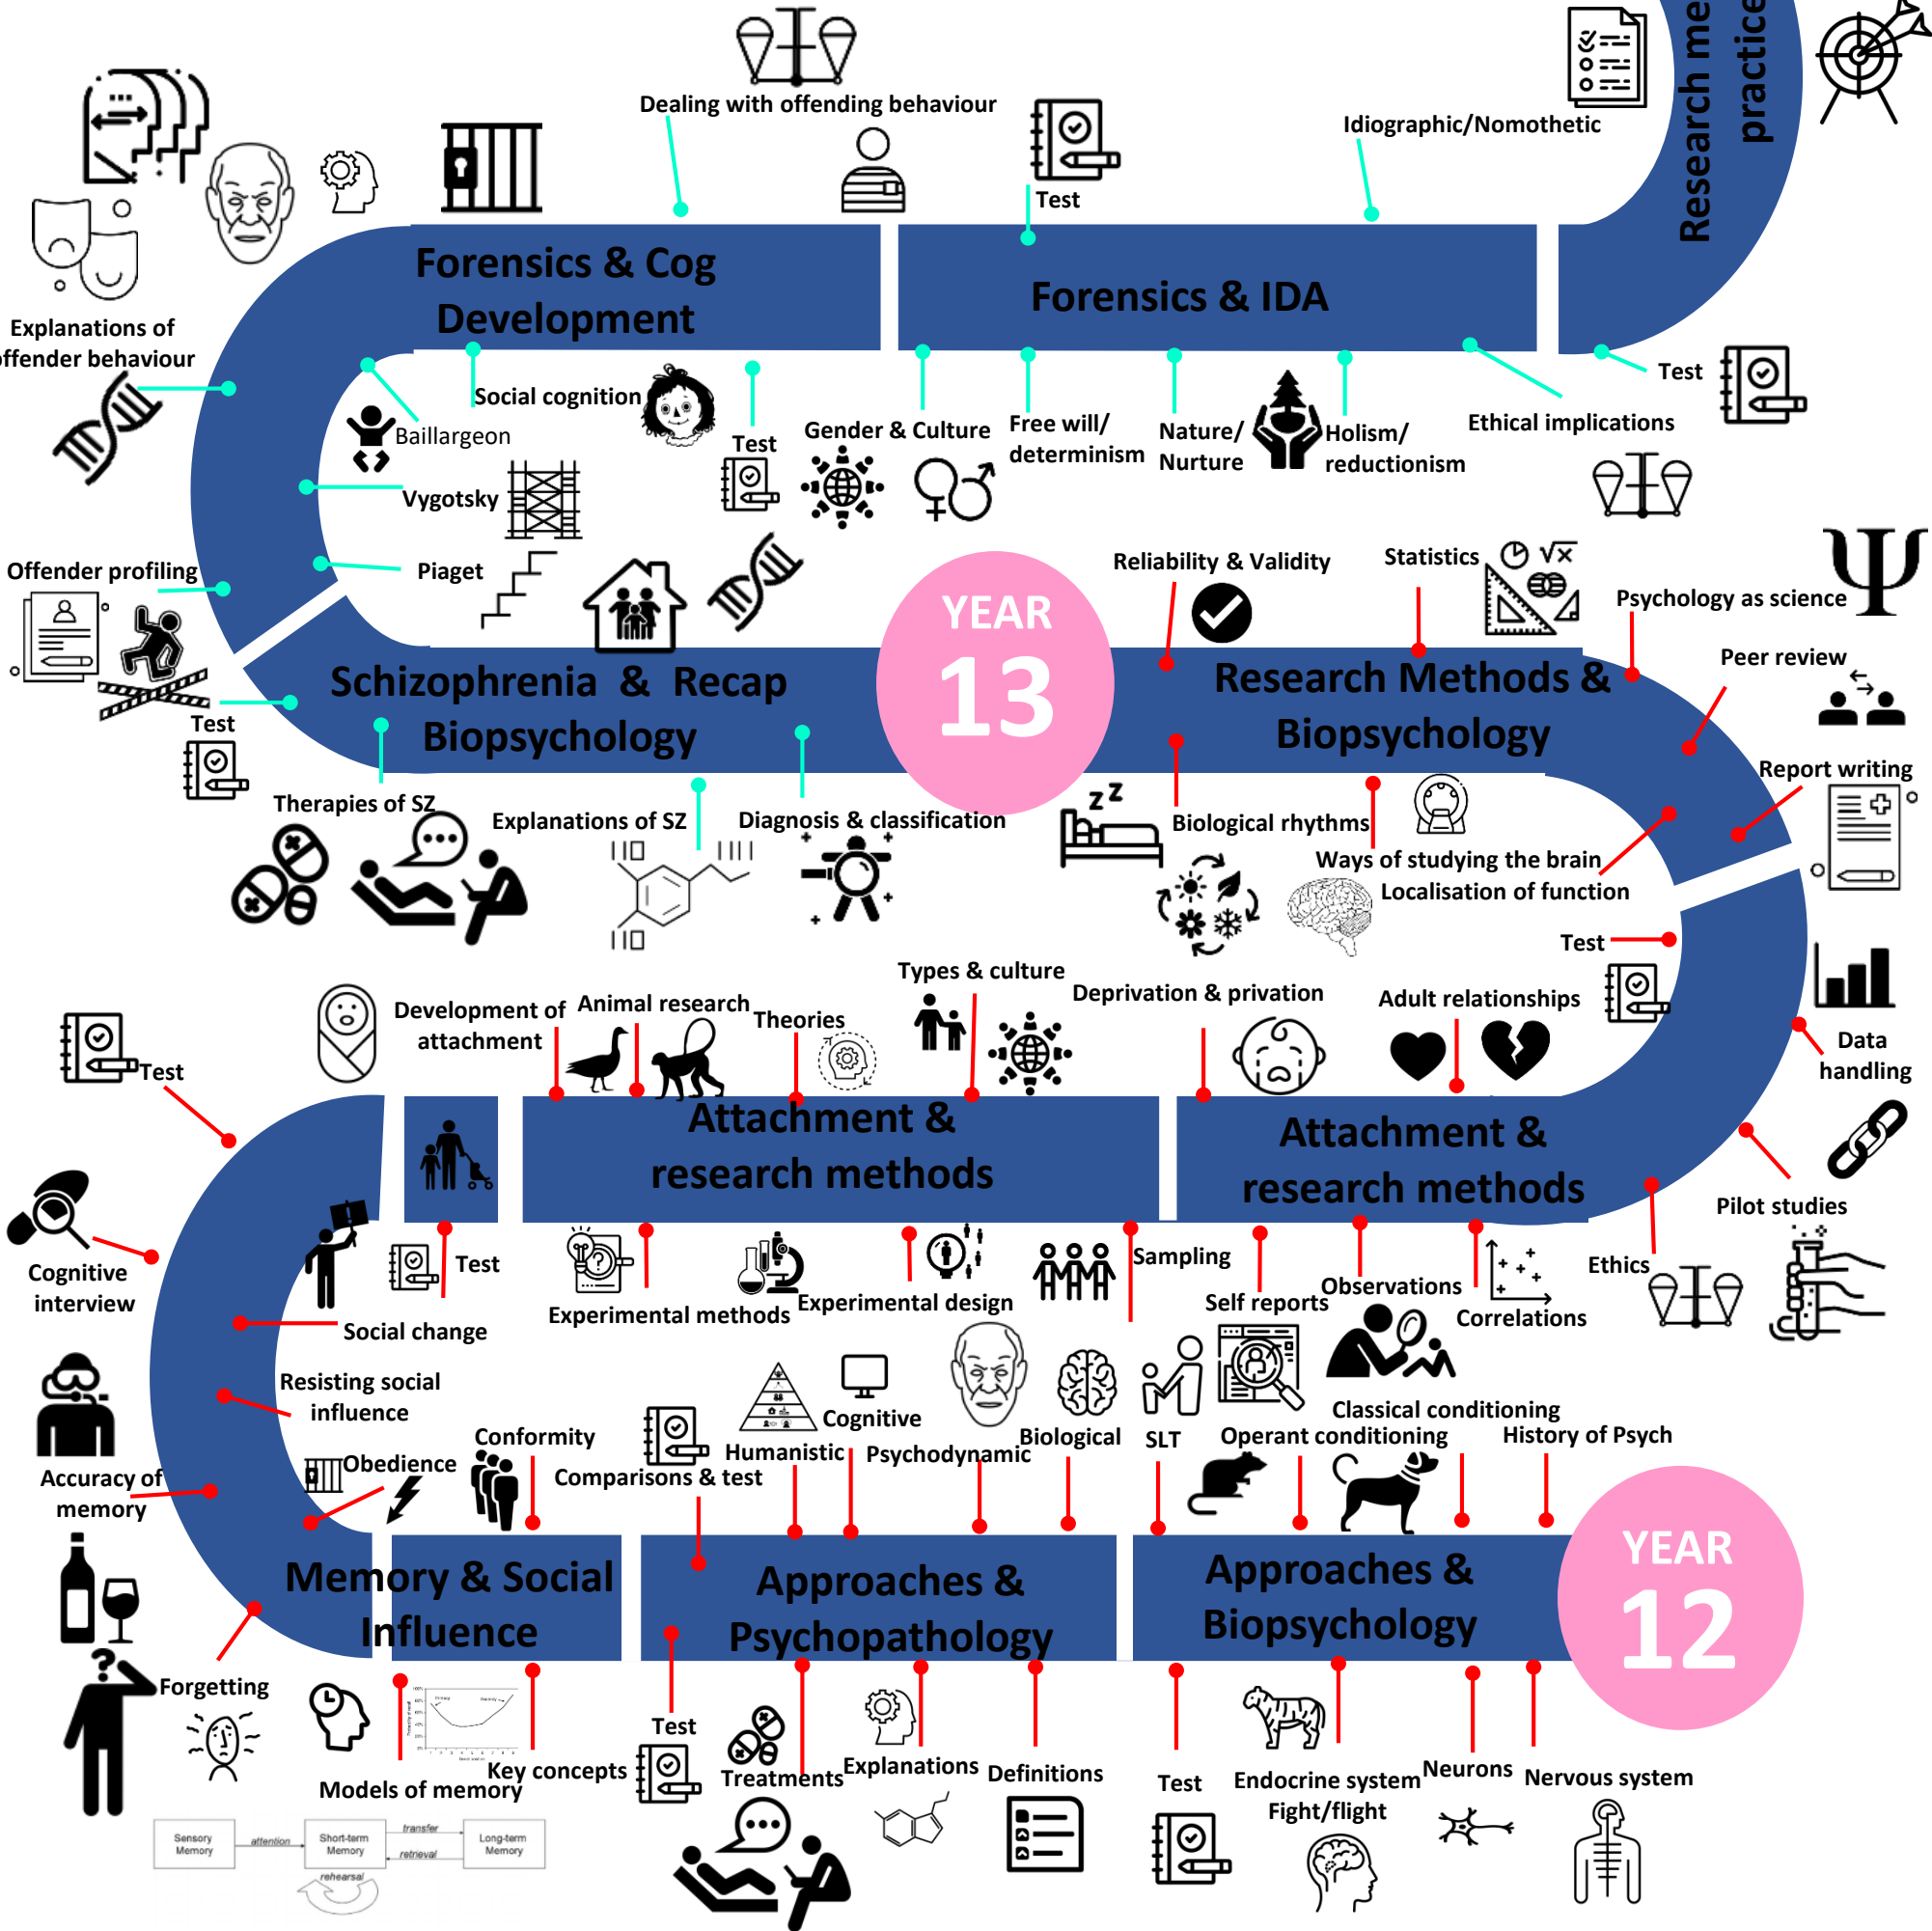 Research me
practice
Dealing with offending behaviour
Idiographic/Nomothetic
Test
Forensics & Cog
Development
Forensics & IDA
Explanations of
offender behaviour
Social cognition
Baillargeon
Test
Gender & Culture
Free will/
determinism
Nature/
Nurture
Holism/
reductionism
Ethical implications
Test
Vygotsky
Piaget
Offender profiling
Test
YEAR
13
Reliability & Validity
Statistics
√x
Psychology as science
Ψ
Peer review
Report writing
Schizophrenia & Recap
Biopsychology
Research Methods &
Biopsychology
Therapies of SZ
Explanations of SZ
Diagnosis & classification
HO
HO
z Z
Biological rhythms
Ways of studying the brain
Localisation of function
Test
Data
handling
Test
Development of
attachment
Animal research
Theories
Types & culture
Deprivation & privation
Adult relationships
Attachment &
research methods
Attachment &
research methods
Pilot studies
Ethics
Cognitive
interview
Test
Social change
Experimental methods
Experimental design
Sampling
Self reports
Observations
Correlations
Resisting social
influence
Accuracy of
memory
Obedience
Conformity
Comparisons & test
Humanistic
Cognitive
Psychodynamic
Biological
SLT
Operant conditioning
Classical conditioning
History of Psych
Memory & Social
Influence
Approaches &
Psychopathology
Approaches &
Biopsychology
YEAR
12
Forgetting
?
Models of memory
Key concepts
Test
Treatments
Explanations
Definitions
Test
Endocrine system
Fight/flight
Neurons
Nervous system
Sensory
Memory
attention
Short-term
Memory
transfer
retrieval
Long-term
Memory
rehearsal